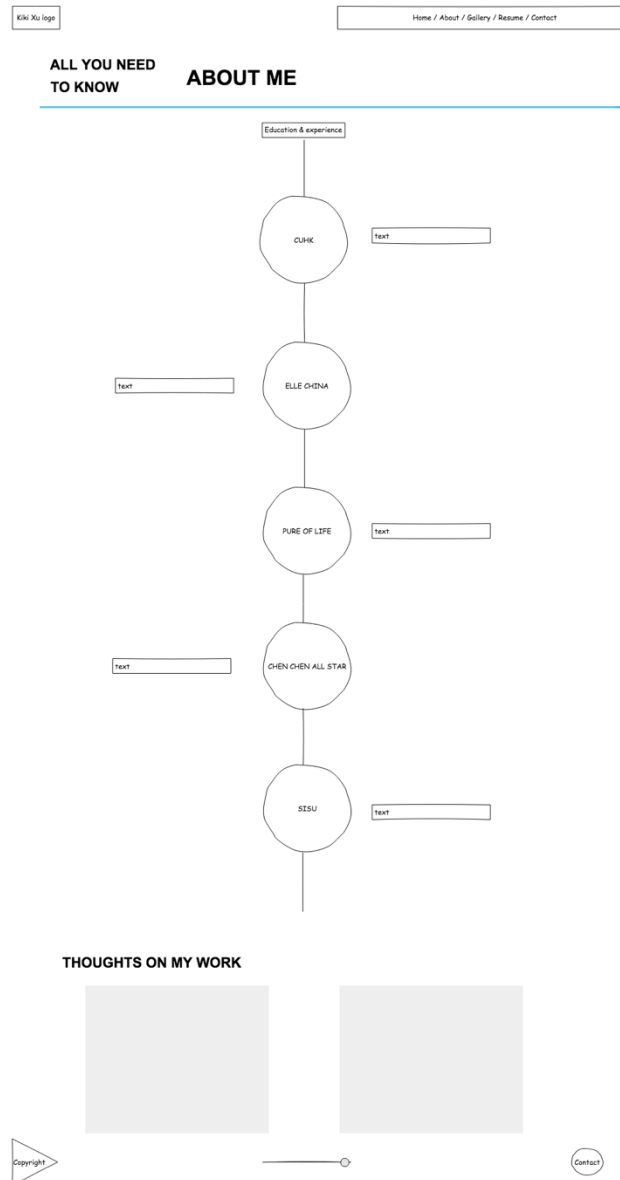 Kiki Xu logo
Home / About / Gallery / Resume / Contact
ALL YOU NEED
TO KNOW
ABOUT ME
Education & experience
CUHK
text
text
ELLE CHINA
PURE OF LIFE
text
text
CHEN CHEN ALL STAR
SISU
text
THOUGHTS ON MY WORK
Copyright
Contact